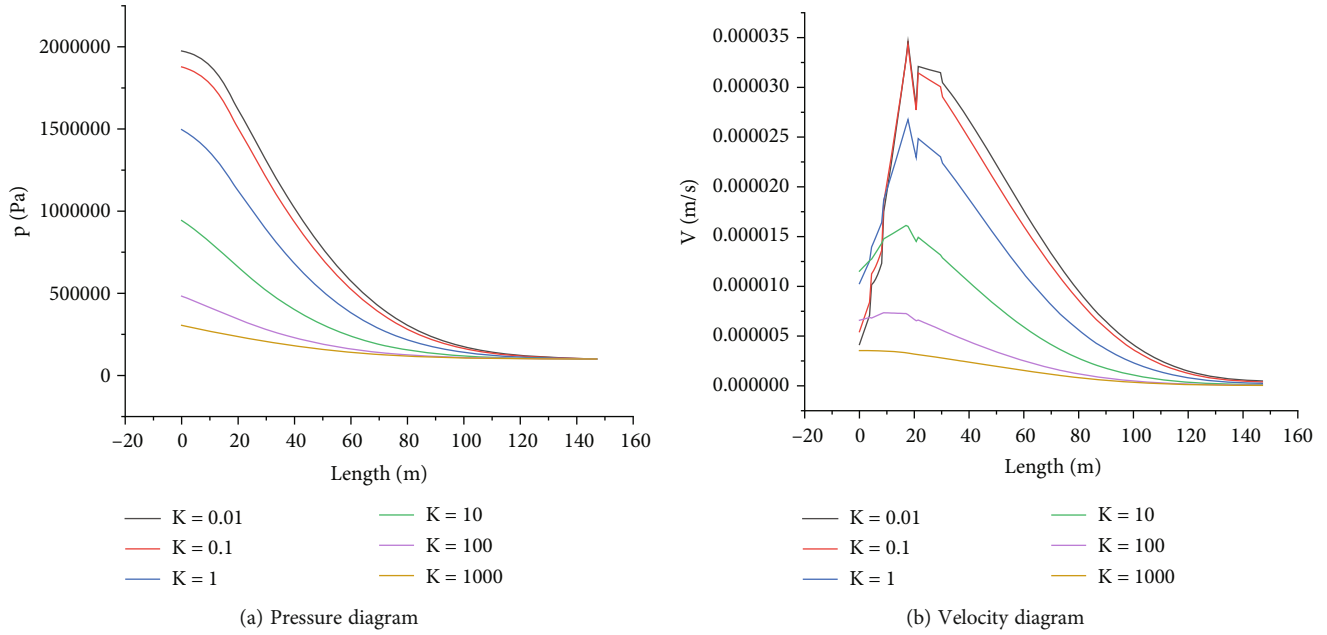 2000000
1500000
1000000
500000
0
p (Pa)
–20 0 20 40 60 80 100 120 140 160
Length (m)
K = 0.01
K = 0.1
K = 1
K = 10
K = 100
K = 1000
(a) Pressure diagram
0.000035
0.000030
0.000025
0.000020
0.000015
0.000010
0.000005
0.000000
V (m/s)
–20 0 20 40 60 80 100 120 140 160
Length (m)
K = 0.01
K = 0.1
K = 1
K = 10
K = 100
K = 1000
(b) Velocity diagram